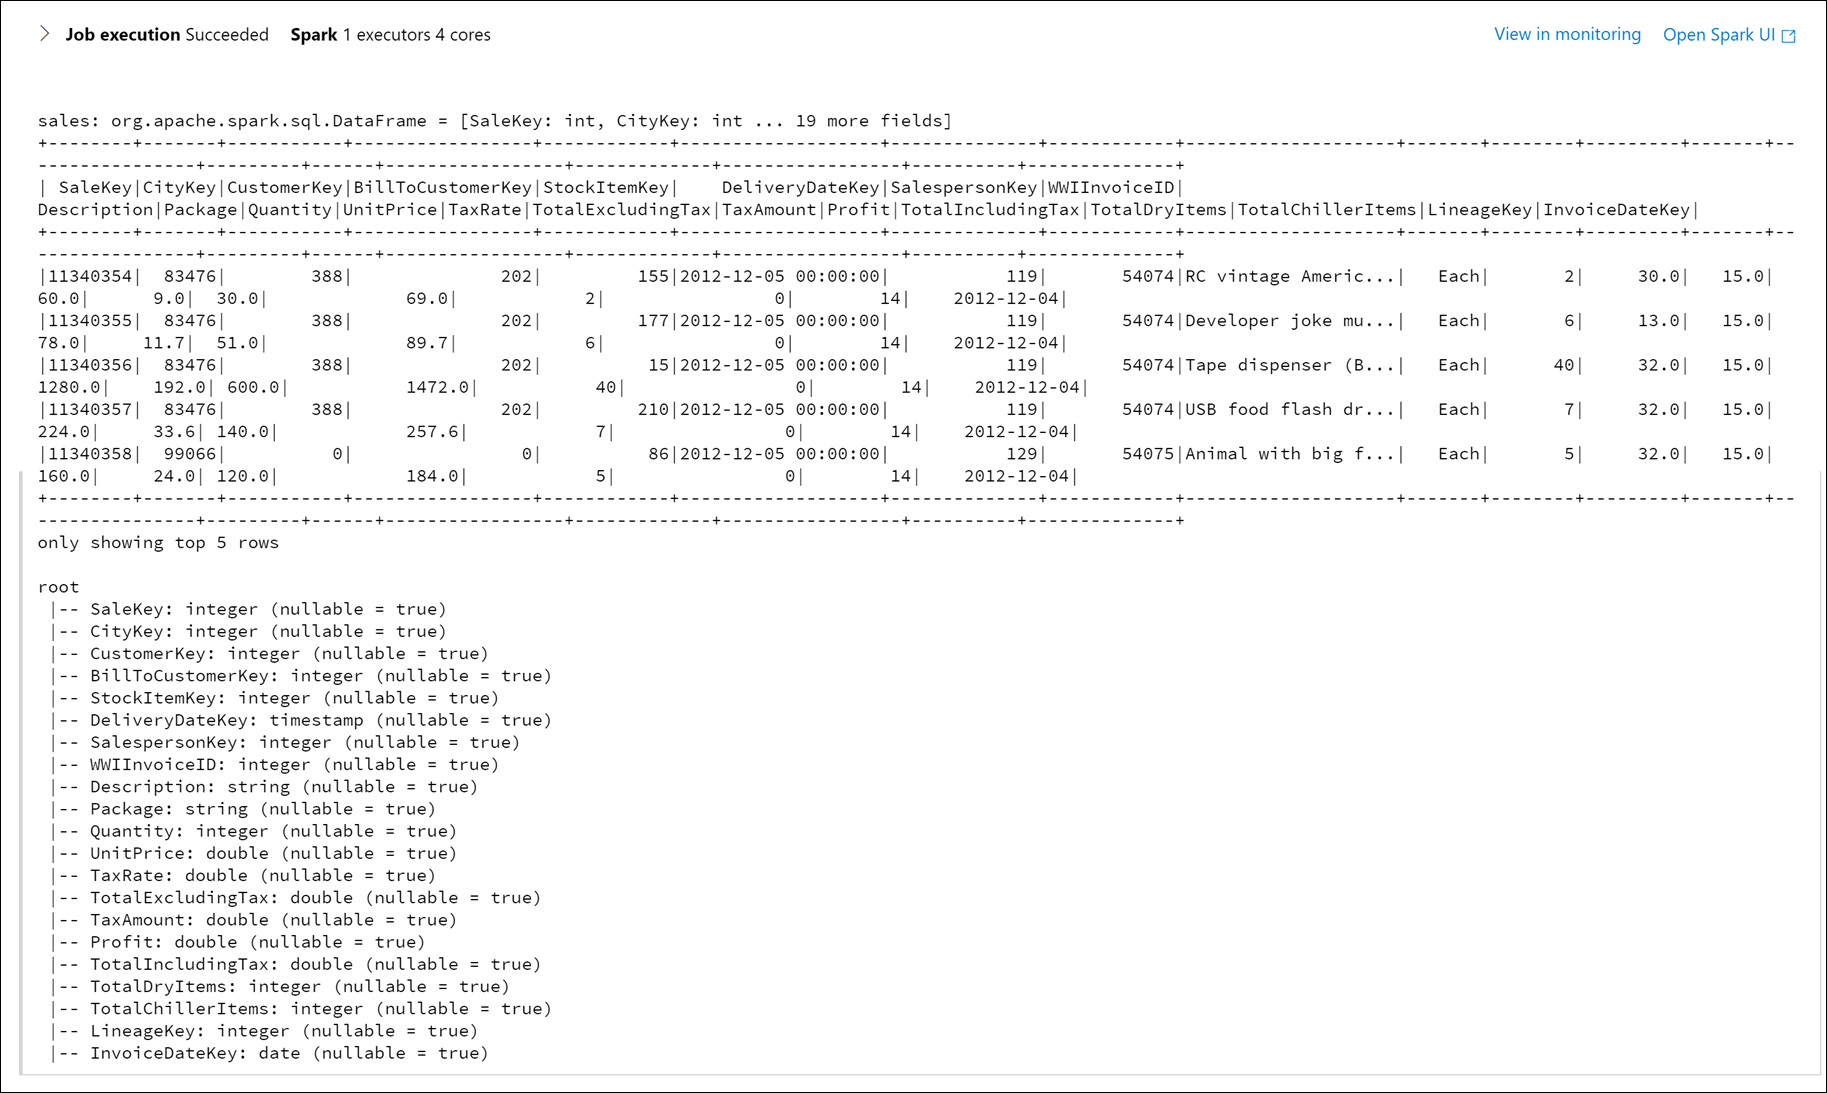 Job execution Succeeded Spark 1 executors 4 cores View in monitoring Open Spark UI
sales: org.apache.spark.sql.DataFrame = [SaleKey: int, CityKey: int ... 19 more fields]
+--------+-------+-----------+-----------------+------------+-------------------+--------------+------------+--------------------+-------+--------+---------+-------+--
---------------+---------+------+-----------------+-------------+-----------------+----------+--------------+
| SaleKey|CityKey|CustomerKey|BillToCustomerKey|StockItemKey|    DeliveryDateKey|SalespersonKey|WWIInvoiceID|
Description|Package|Quantity|UnitPrice|TaxRate|TotalExcludingTax|TaxAmount|Profit|TotalIncludingTax|TotalDryItems|TotalChillerItems|LineageKey|InvoiceDateKey|
+--------+-------+-----------+-----------------+------------+-------------------+--------------+------------+--------------------+-------+--------+---------+-------+--
---------------+---------+------+-----------------+-------------+-----------------+----------+--------------+
|11340354|  83476|        388|              202|         155|2012-12-05 00:00:00|           119|       54074|RC vintage Americ...|   Each|       2|     30.0|   15.0|
60.0|      9.0|  30.0|             69.0|            2|                0|        14|    2012-12-04|
|11340355|  83476|        388|              202|         177|2012-12-05 00:00:00|           119|       54074|Developer joke mu...|   Each|       6|     13.0|   15.0|
78.0|     11.7|  51.0|             89.7|            6|                0|        14|    2012-12-04|
|11340356|  83476|        388|              202|          15|2012-12-05 00:00:00|           119|       54074|Tape dispenser (B...|   Each|      40|     32.0|   15.0|
1280.0|     192.0| 600.0|           1472.0|           40|                0|         14|     2012-12-04|
|11340357|  83476|        388|              202|         210|2012-12-05 00:00:00|           119|       54074|USB food flash dr...|   Each|       7|     32.0|   15.0|
224.0|     33.6| 140.0|            257.6|            7|                0|         14|    2012-12-04|
|11340358|  99066|          0|                0|          86|2012-12-05 00:00:00|           129|       54075|Animal with big f...|   Each|       5|     32.0|   15.0|
160.0|     24.0| 120.0|            184.0|            5|                0|         14|    2012-12-04|
+--------+-------+-----------+-----------------+------------+-------------------+--------------+------------+--------------------+-------+--------+---------+-------+--
---------------+---------+------+-----------------+-------------+-----------------+----------+--------------+
only showing top 5 rows
root
|-- SaleKey: integer (nullable = true)
|-- CityKey: integer (nullable = true)
|-- CustomerKey: integer (nullable = true)
|-- BillToCustomerKey: integer (nullable = true)
|-- StockItemKey: integer (nullable = true)
|-- DeliveryDateKey: timestamp (nullable = true)
|-- SalespersonKey: integer (nullable = true)
|-- WWIInvoiceID: integer (nullable = true)
|-- Description: string (nullable = true)
|-- Package: string (nullable = true)
|-- Quantity: integer (nullable = true)
|-- UnitPrice: double (nullable = true)
|-- TaxRate: double (nullable = true)
|-- TotalExcludingTax: double (nullable = true)
|-- TaxAmount: double (nullable = true)
|-- Profit: double (nullable = true)
|-- TotalIncludingTax: double (nullable = true)
|-- TotalDryItems: integer (nullable = true)
|-- TotalChillerItems: integer (nullable = true)
|-- LineageKey: integer (nullable = true)
|-- InvoiceDateKey: date (nullable = true)